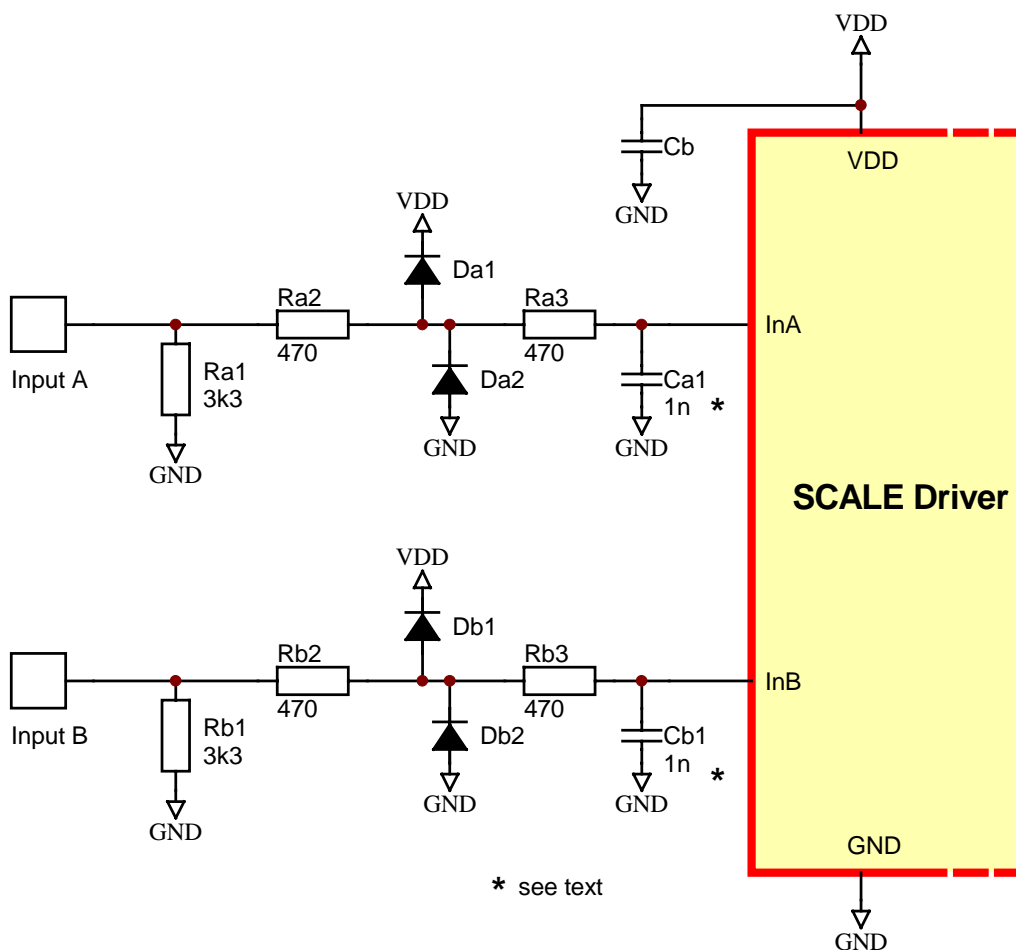 VDD
Cb
VDD
GND
VDD
Da1
Ra2
Ra3
InA
470
470
Input A
Ra1
3k3
Da2
Ca1
1n *
GND
GND
GND
SCALE Driver
VDD
Db1
Rb2
Rb3
InB
470
470
Input B
Rb1
3k3
Db2
Cb1
1n *
GND
GND
GND
GND
* see text
GND